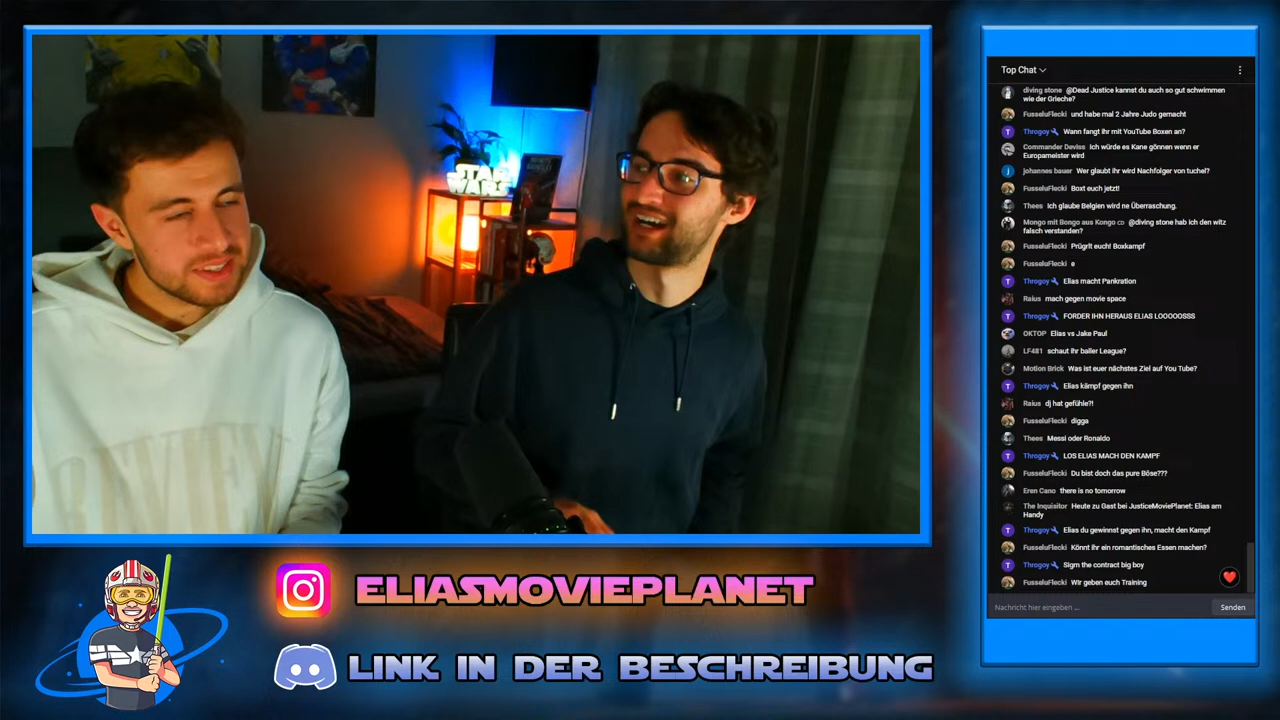 STAR
WARS
Top Chat
diving stone @Dead Justice kannst du auch so gut schwimmen
wie der Grieche?
FusseluFlecki und habe mal 2 Jahre Judo gemacht
Throgoy Wann fangt ihr mit YouTube Boxen an?
Commander Deviss Ich würde es Kane gönnen wenn er
Europameister wird
johannes bauer Wer glaubt ihr wird Nachfolger von tuchel?
FusseluFlecki Boxt euch jetzt!
Thees Ich glaube Belgien wird ne Überraschung.
Mongo mit Bongo aus Kongo CD @diving stone hab ich den witz
falsch verstanden?
FusseluFlecki Prüglt euch! Boxkampf
FusseluFlecki e
Throgoy Elias macht Pankration
Raius mach gegen movie space
Throgoy FORDER IHN HERAUS ELIAS LOOOOOSSS
OKTOP Elias vs Jake Paul
LF481 schaut ihr baller League?
Motion Brick Was ist euer nächstes Ziel auf You Tube?
Throgoy Elias kämpf gegen ihn
Raius dj hat gefühle?!
FusseluFlecki digga
Thees Messi oder Ronaldo
Throgoy LOS ELIAS MACH DEN KAMPF
FusseluFlecki Du bist doch das pure Böse???
Eren Cano there is no tomorrow
The Inquisitor Heute zu Gast bei JusticeMoviePlanet: Elias am
Handy
Throgoy Elias du gewinnst gegen ihn, macht den Kampf
FusseluFlecki Könnt ihr ein romantisches Essen machen?
Throgoy Sigm the contract big boy
FusseluFlecki Wir geben euch Training
Nachricht hier eingeben ...
Senden
ELIASMOVIEPLANET
LINK IN DER BESCHREIBUNG